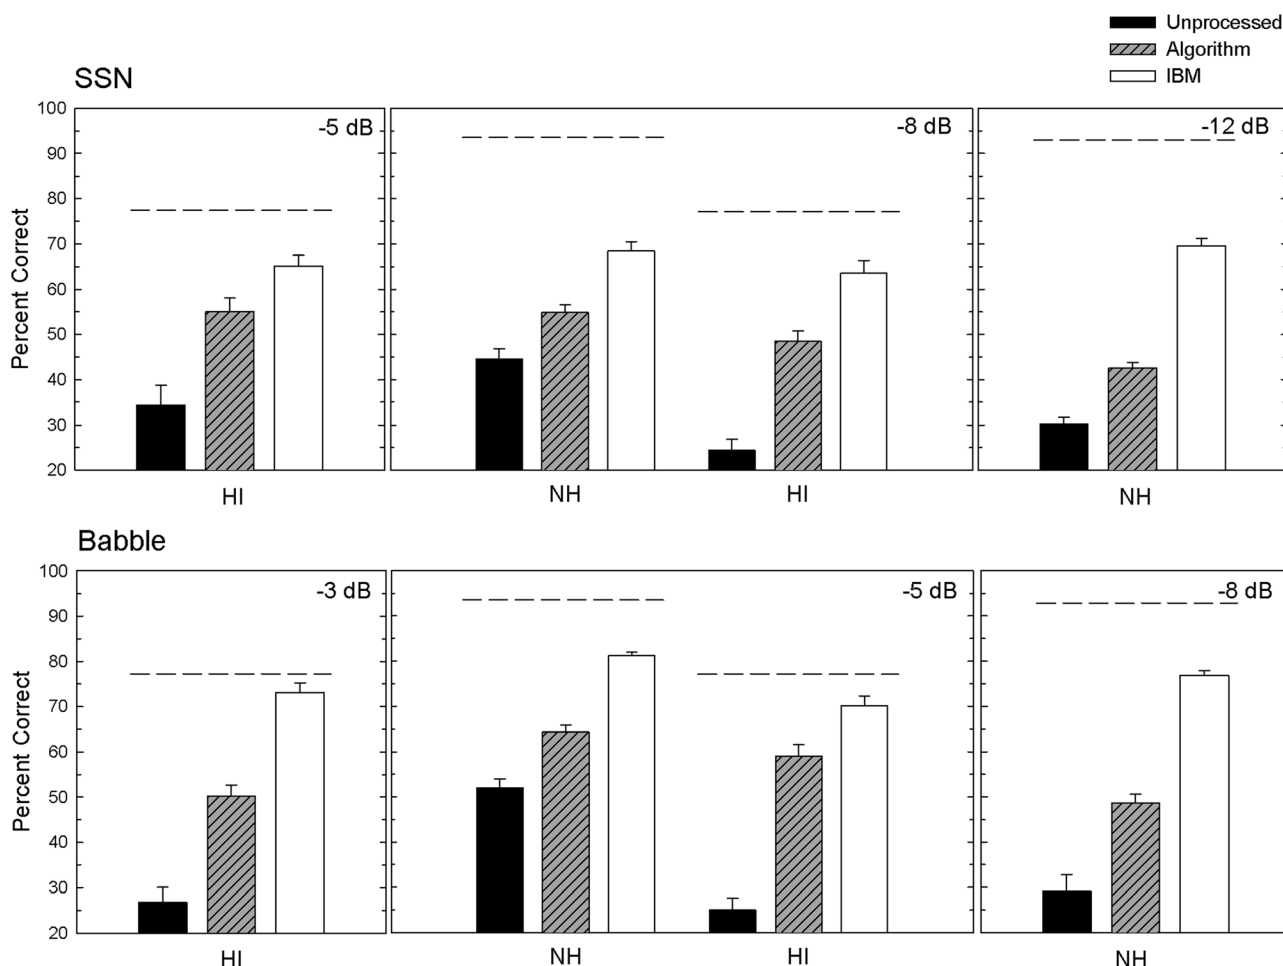 Unprocessed
Algorithm
IBM
SSN
-5 dB
-8 dB
-12 dB
100
90
80
70
60
50
40
30
20
Percent Correct
HI
NH
HI
NH
Babble
-3 dB
-5 dB
-8 dB
100
90
80
70
60
50
40
30
20
Percent Correct
HI
NH
HI
NH